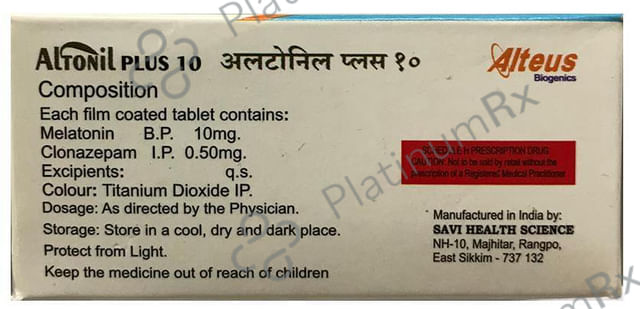 Altonil PLUS 10 अलटोनिल प्लस १०
Alteus
Biogenics
Composition
Each film coated tablet contains:
Melatonin B.P. 10mg.
Clonazepam I.P. 0.50mg.
Excipients: q.s.
Colour: Titanium Dioxide IP.
Dosage: As directed by the Physician.
Storage: Store in a cool, dry and dark place.
Protect from Light.
Keep the medicine out of reach of children
SCHEDULE H PRESCRIPTION DRUG
CAUTION: Not to be sold by retail without the
prescription of a Registered Medical Practitioner
Manufactured in India by:
SAVI HEALTH SCIENCE
NH-10, Majhitar, Rangpo,
East Sikkim - 737 132
PlatinumRx
PlatinumRx